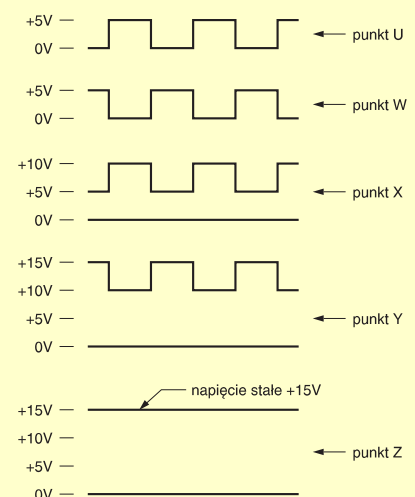 +5V
punkt U
0V
+5V
punkt W
0V
+10V
+5V
punkt X
0V
+15V
+10V
+5V
punkt Y
0V
napięcie stałe +15V
+15V
+10V
punkt Z
+5V
0V